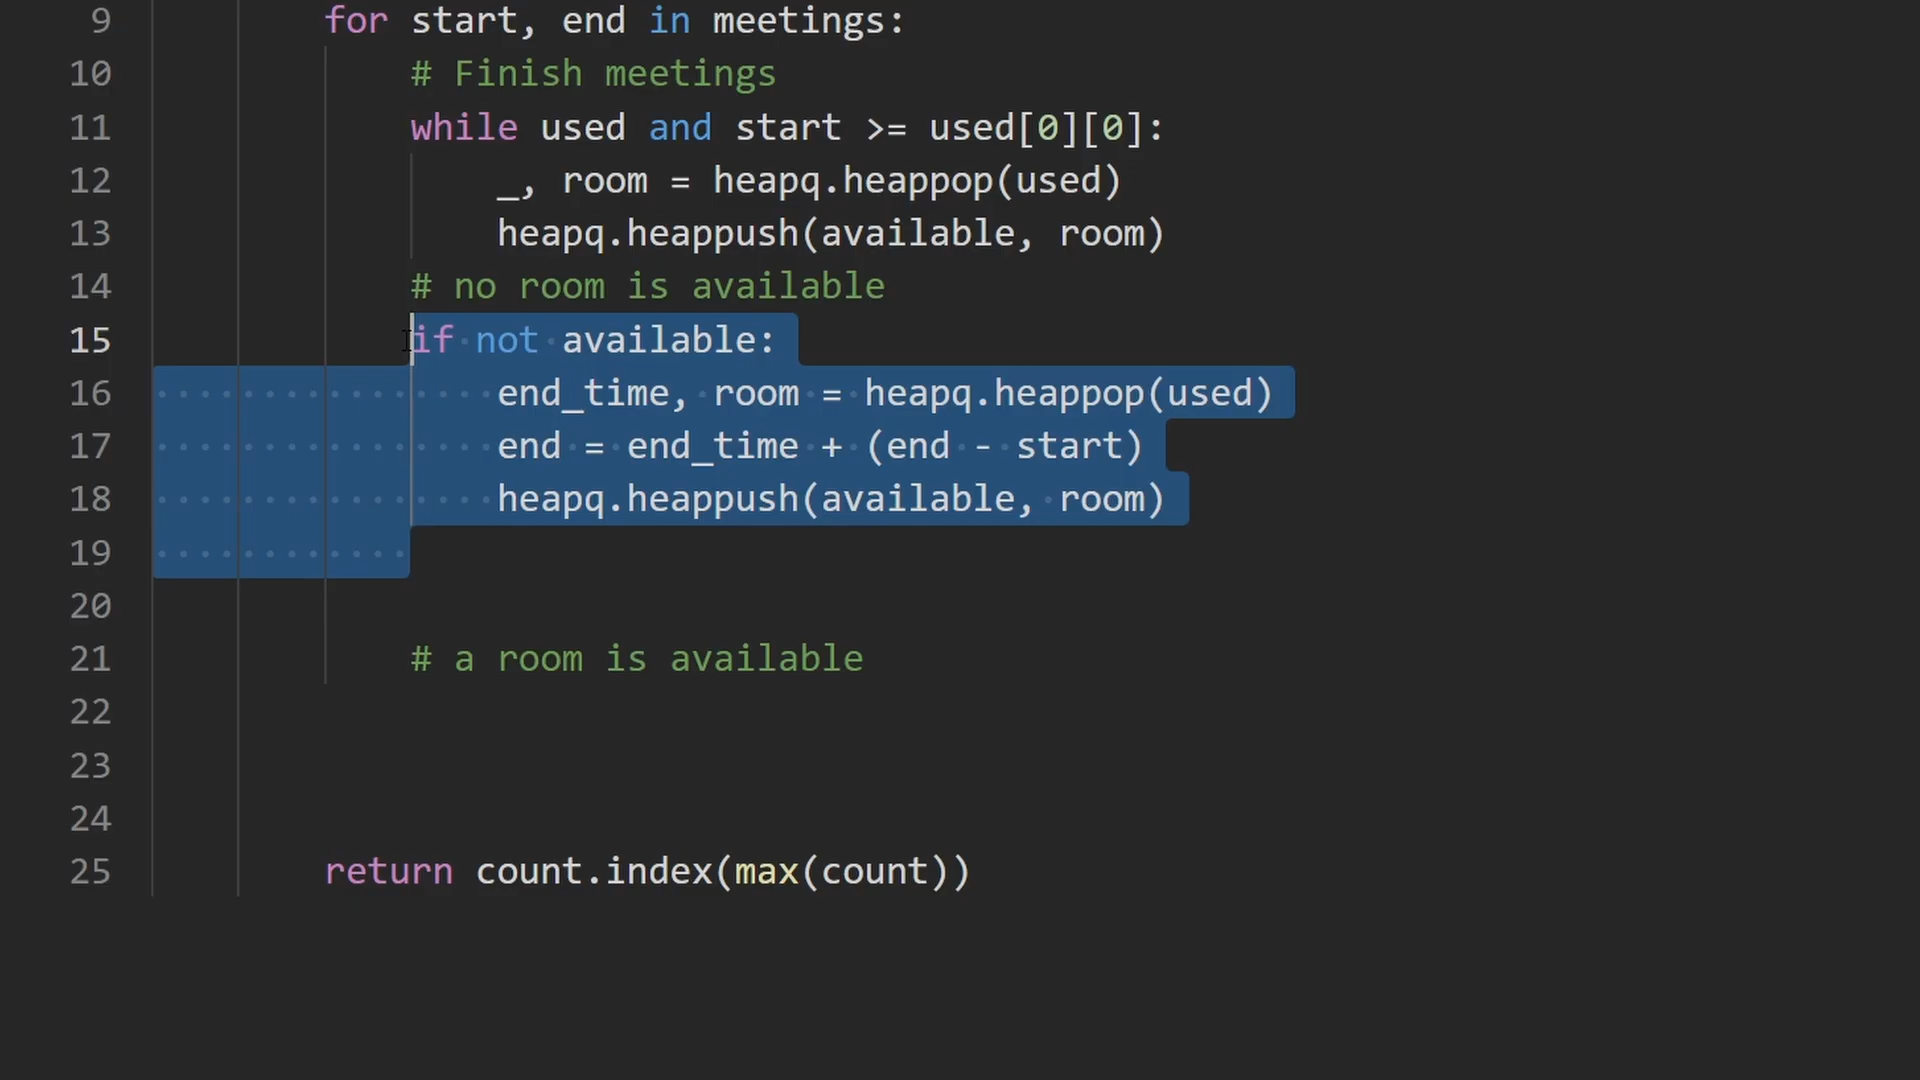 9 for start, end in meetings:
10 # Finish meetings
11 while used and start >= used[0][0]:
12 _, room = heapq.heappop(used)
13 heapq.heappush(available, room)
14 # no room is available
15 if not available:
16 end_time, room = heapq.heappop(used)
17 end = end_time + (end - start)
18 heapq.heappush(available, room)
19
20
21 # a room is available
22
23
24
25 return count.index(max(count))